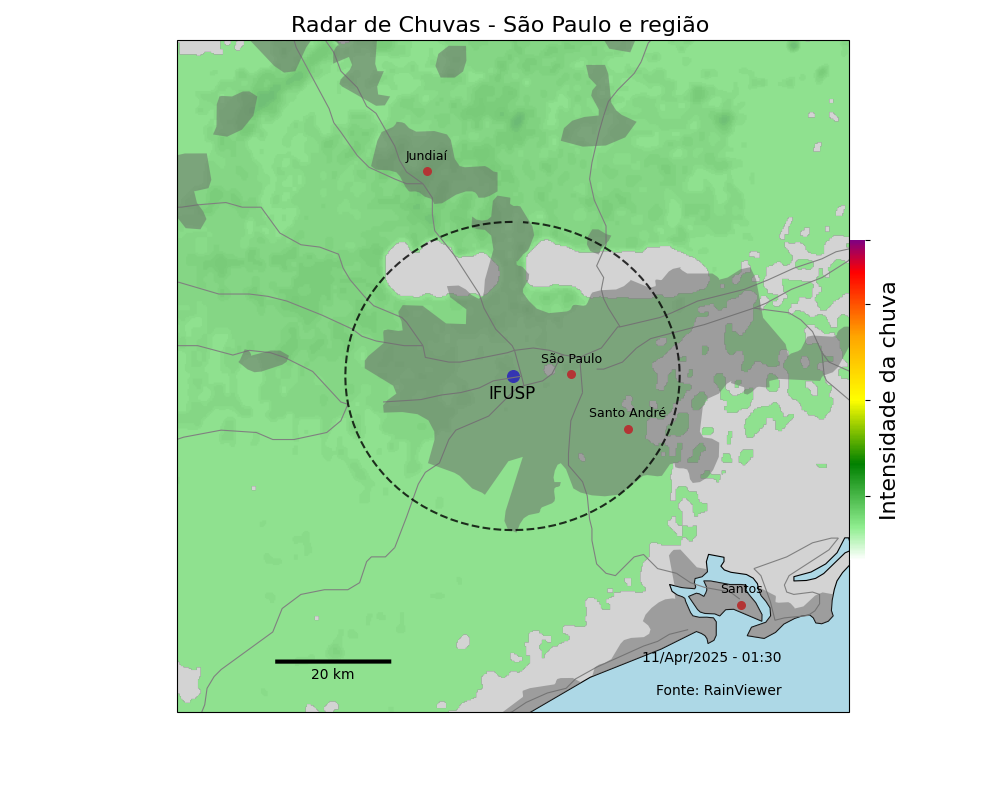 Radar de Chuvas - São Paulo e região
Jundiaí
São Paulo
IFUSP
Santo André
Intensidade da chuva
Santos
11/Apr/2025 - 01:30
20 km
Fonte: RainViewer